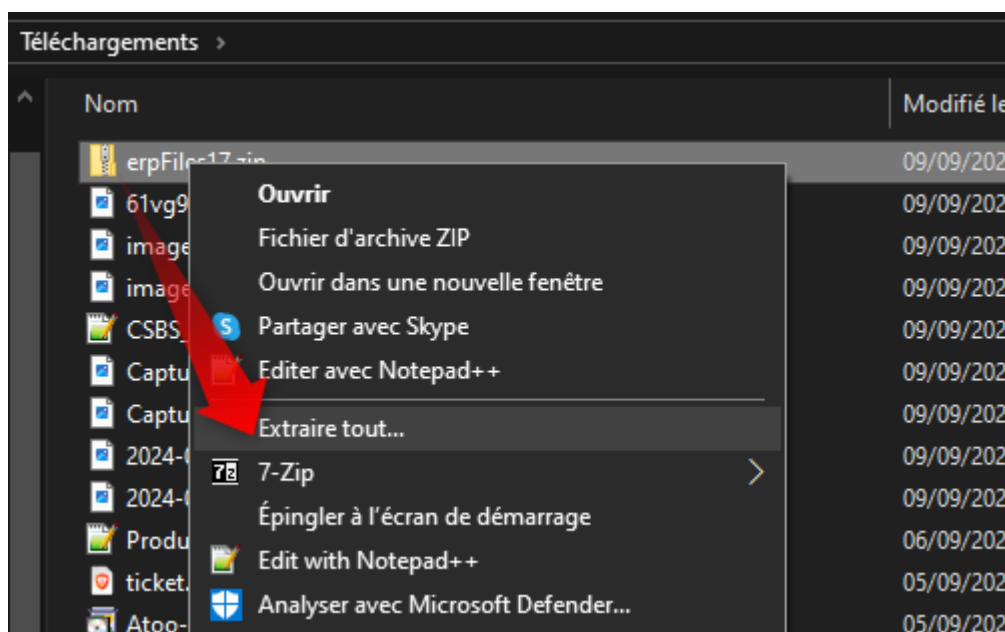 Téléchargements >
Nom
Modifié le
erpFiles17.zip
09/09/202
61vg9
09/09/202
image
09/09/202
image
09/09/202
CSBS_
09/09/202
Captu
09/09/202
Captu
09/09/202
2024-0
09/09/202
2024-0
09/09/202
Produ
06/09/202
ticket.
05/09/202
Atoo-
05/09/202
Ouvrir
Fichier d'archive ZIP
Ouvrir dans une nouvelle fenêtre
S
Partager avec Skype
Editer avec Notepad++
Extraire tout...
7z
7-Zip
Épingler à l'écran de démarrage
Edit with Notepad++
Analyser avec Microsoft Defender...